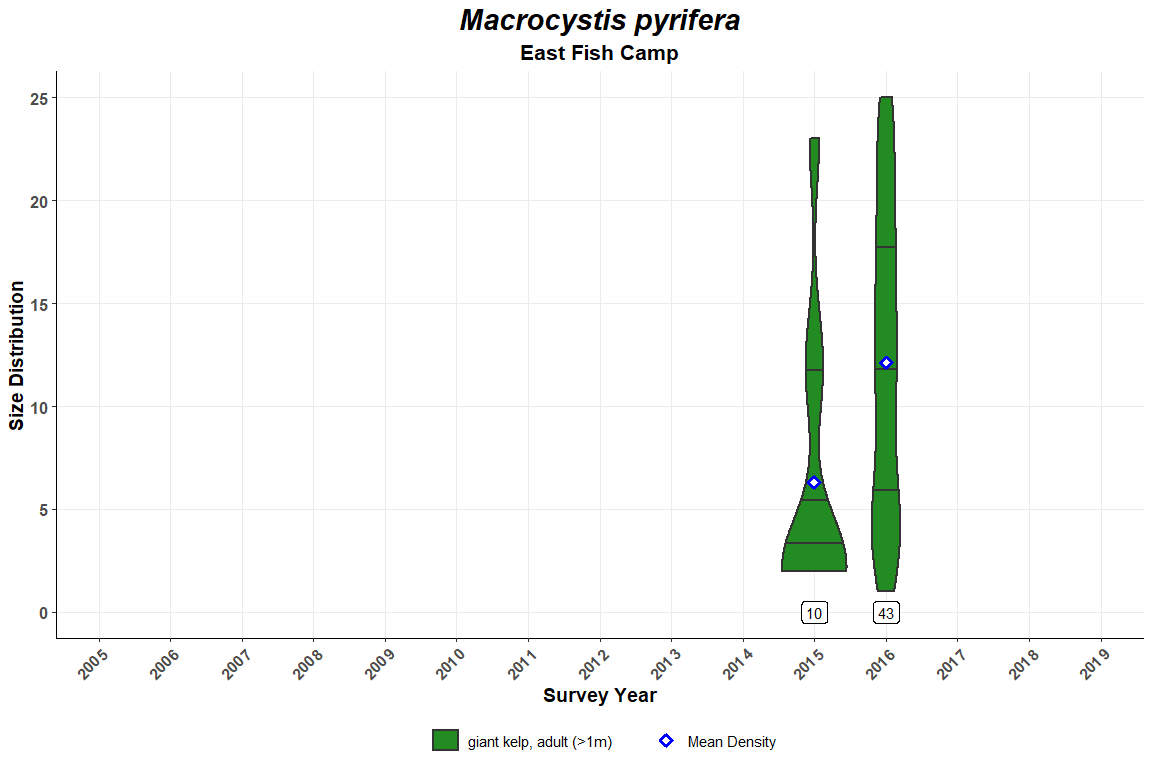 Macrocystis pyrifera
East Fish Camp
Size Distribution
25
20
15
10
5
0
10
43
2005 2006 2007 2008 2009 2010 2011 2012 2013 2014 2015 2016 2017 2018 2019
Survey Year
giant kelp, adult (>1m) Mean Density